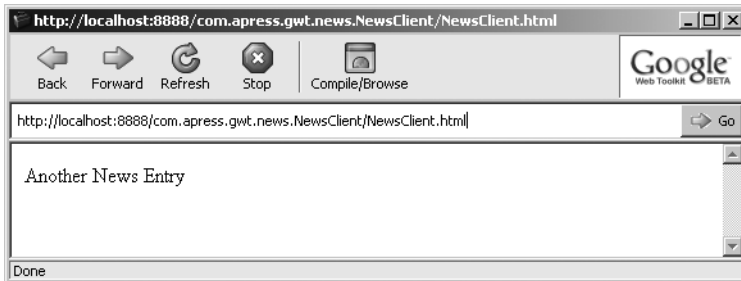 http://localhost:8888/com.apress.gwt.news.NewsClient/NewsClient.html
Back Forward Refresh Stop Compile/Browse
Google
Web Toolkit BETA
http://localhost:8888/com.apress.gwt.news.NewsClient/NewsClient.html Go
Another News Entry
Done